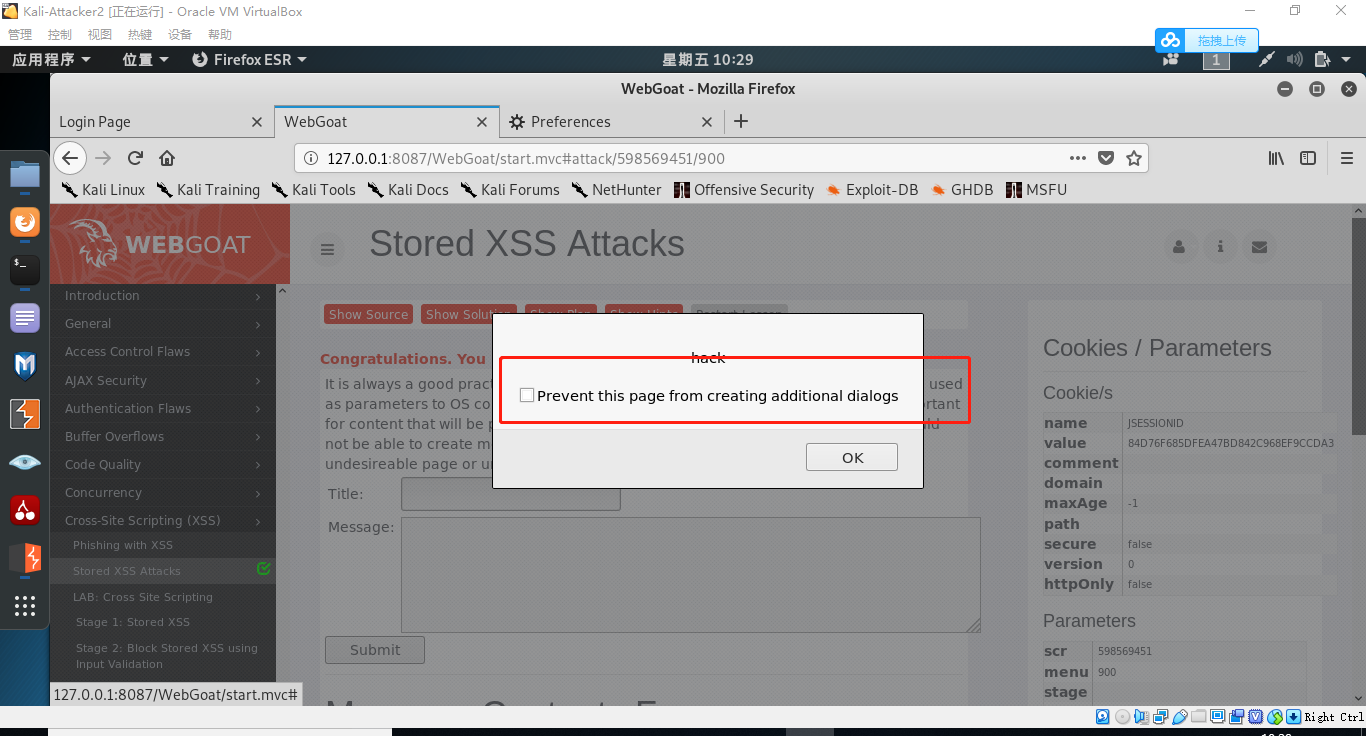 Kali-Attacker2 [正在运行] - Oracle VM VirtualBox
管理 控制 视图 热键 设备 帮助
拖拽上传
应用程序 位置 Firefox ESR 星期五 10:29 1
WebGoat - Mozilla Firefox
Login Page WebGoat Preferences
127.0.0.1:8087/WebGoat/start.mvc#attack/598569451/900
Kali Linux Kali Training Kali Tools Kali Docs Kali Forums NetHunter Offensive Security Exploit-DB GHDB MSFU
WEBGOAT
Stored XSS Attacks
Introduction
General
Access Control Flaws
AJAX Security
Authentication Flaws
Buffer Overflows
Code Quality
Concurrency
Cross-Site Scripting (XSS)
Phishing with XSS
Stored XSS Attacks
LAB: Cross Site Scripting
Stage 1: Stored XSS
Stage 2: Block Stored XSS using
Input Validation
127.0.0.1:8087/WebGoat/start.mvc#
Show Source Show Solution Show Plan Show Hints Restart Lesson
Congratulations. You
It is always a good pract used
as parameters to OS co ortant
for content that will be p
not be able to create m
undesireable page or u
hack
Prevent this page from creating additional dialogs
OK
Title:
Message:
Submit
Cookies / Parameters
Cookie/s
name JSESSIONID
value 84D76F685DFEA47BD842C968EF9CCDA3
comment
domain
maxAge -1
path
secure false
version 0
httpOnly false
Parameters
scr 598569451
menu 900
stage
Right Ctrl